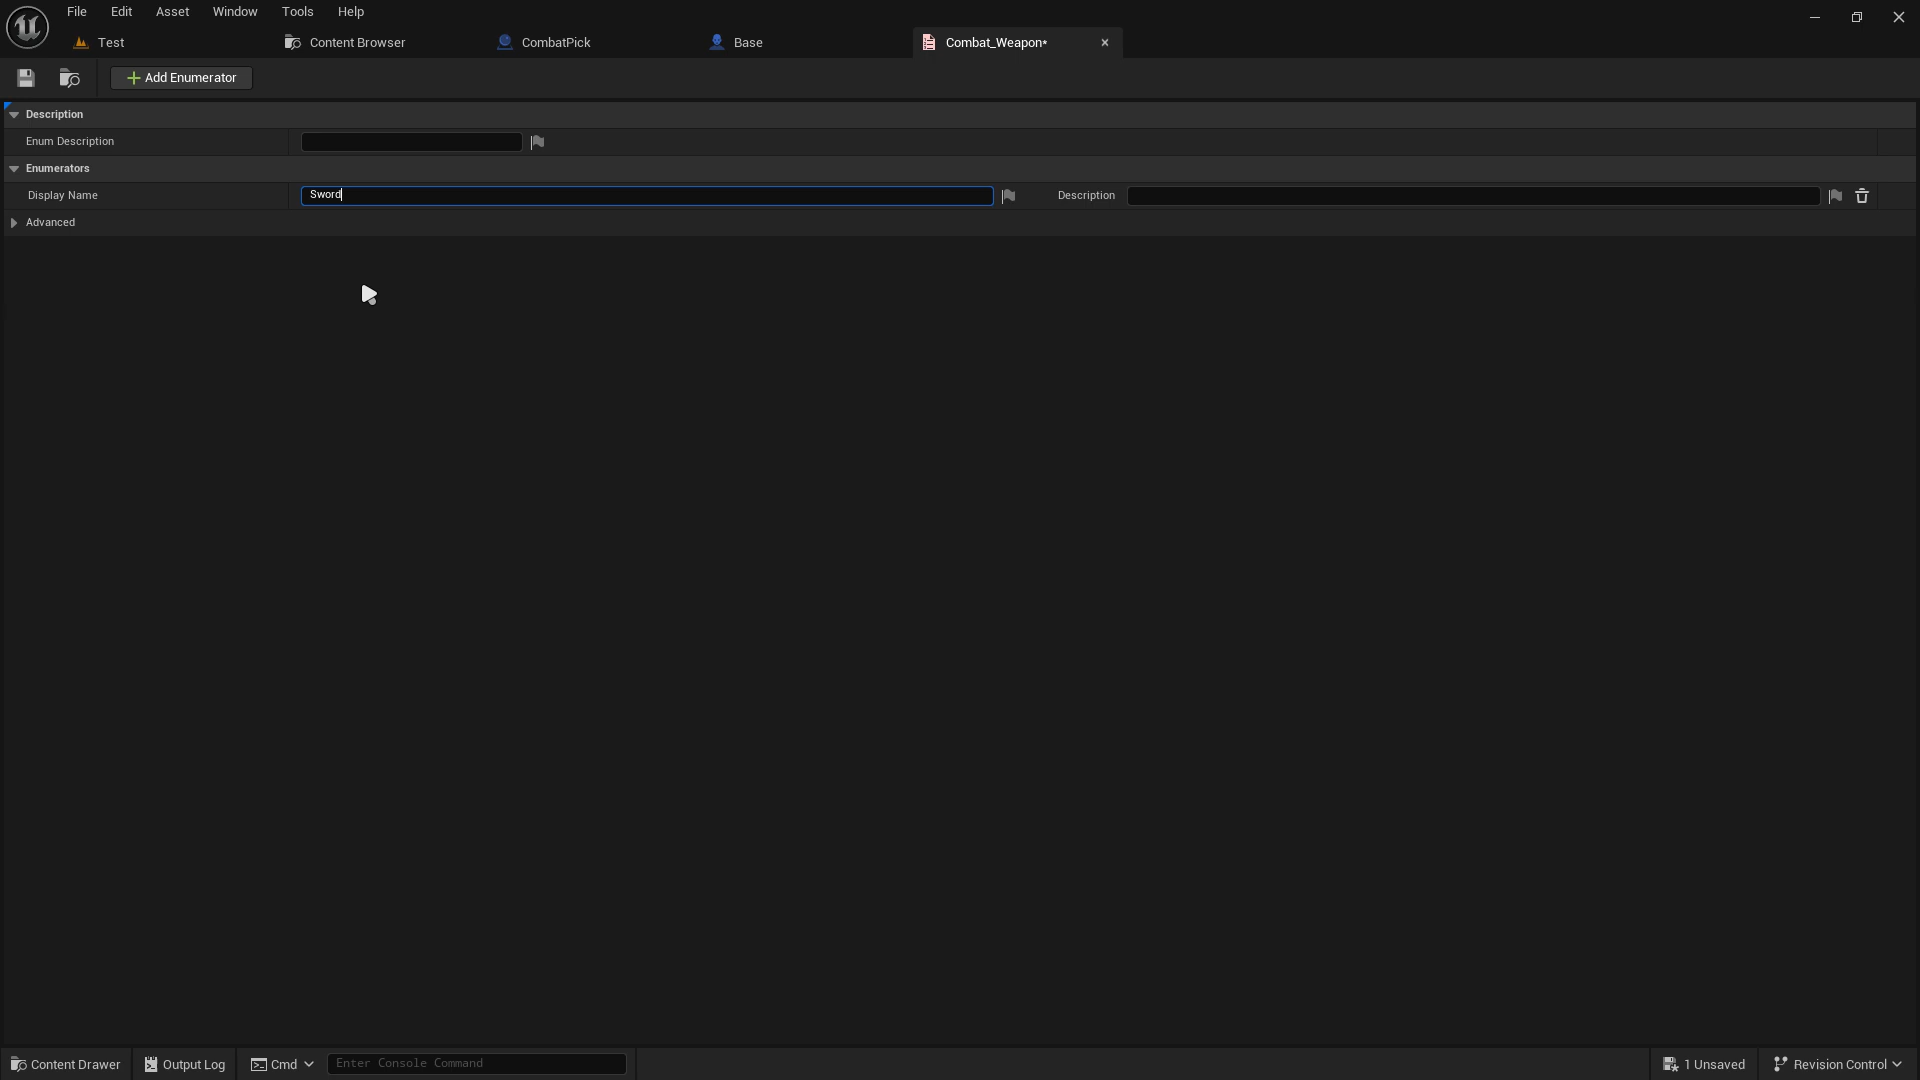 File Edit Asset Window Tools Help
Test Content Browser CombatPick Base Combat_Weapon*
Add Enumerator
Description
Enum Description
Enumerators
Display Name Sword Description
Advanced
Content Drawer Output Log Cmd Enter Console Command 1 Unsaved Revision Control